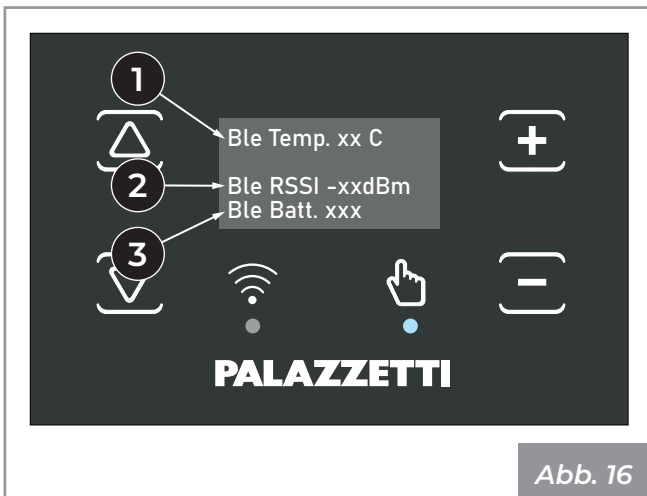 1
Ble Temp. xx C
2
Ble RSSI -xxdBm
Ble Batt. xxx
3
PALAZZETTI
Abb. 16